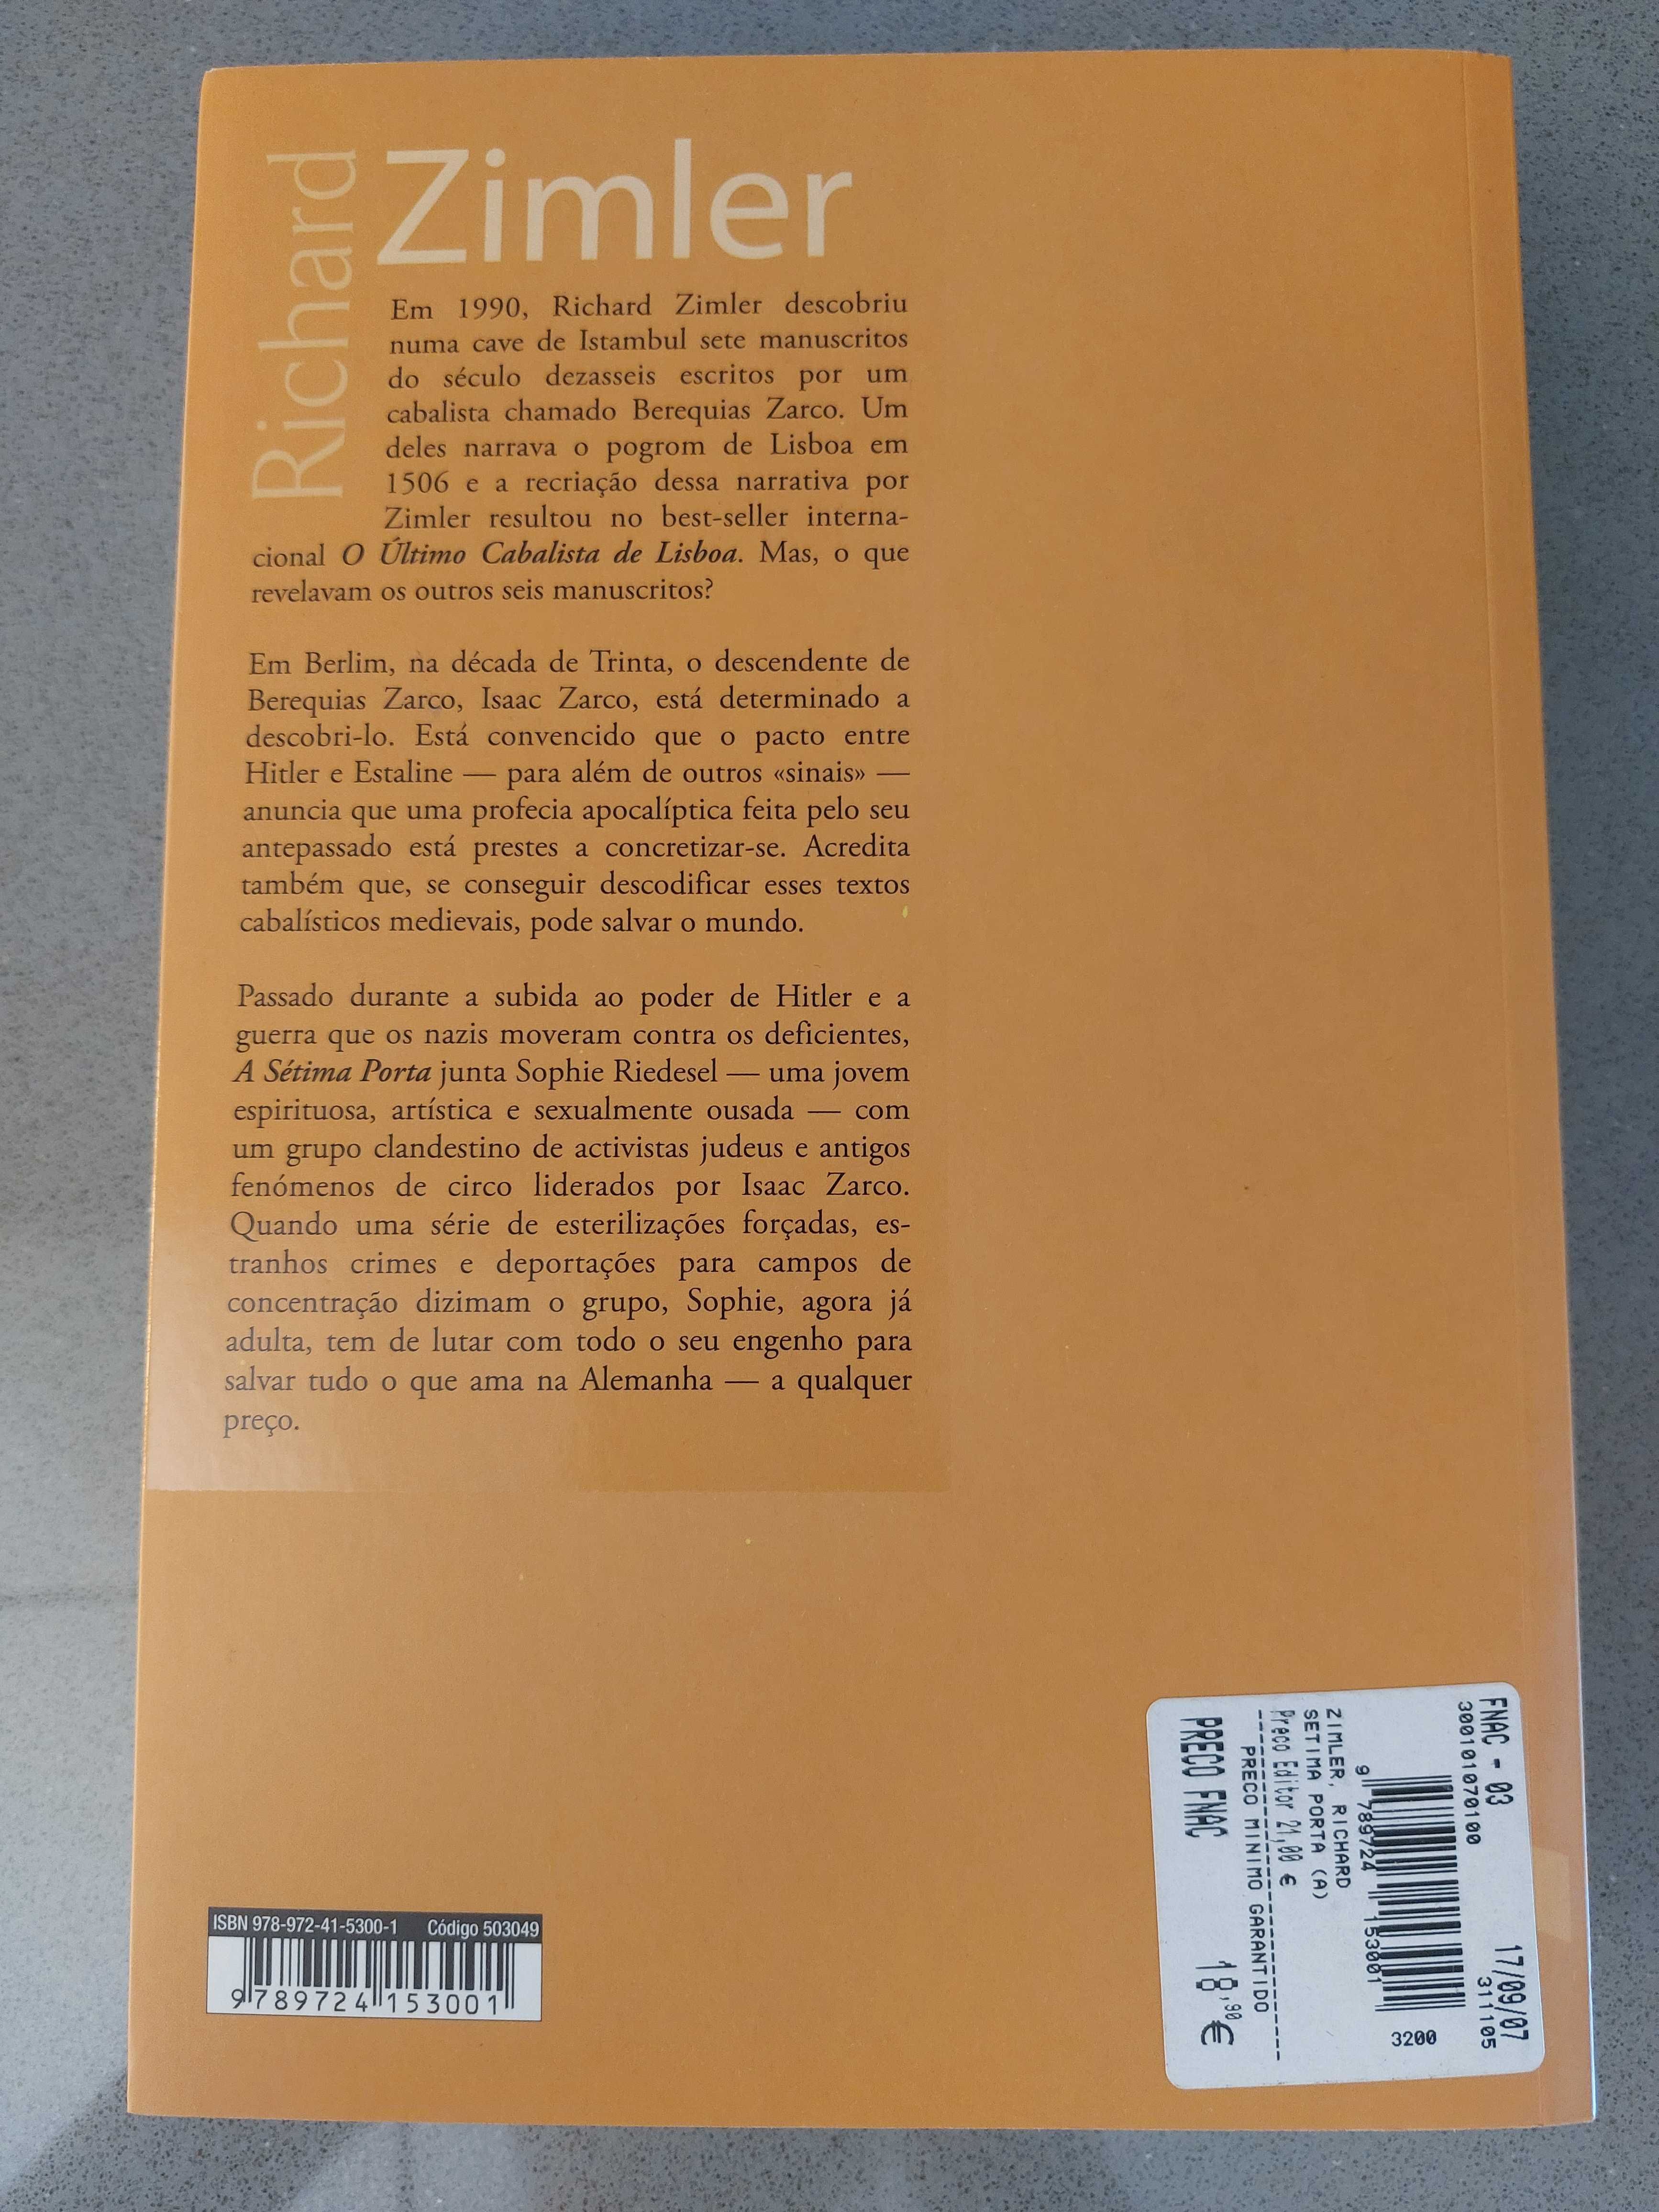 Richard
Zimler
Em 1990, Richard Zimler descobriu
numa cave de Istambul sete manuscritos
do século dezasseis escritos por um
cabalista chamado Berequias Zarco. Um
deles narrava o pogrom de Lisboa em
1506 e a recriação dessa narrativa por
Zimler resultou no best-seller interna-
cional O Último Cabalista de Lisboa. Mas, o que
revelavam os outros seis manuscritos?
Em Berlim, na década de Trinta, o descendente de
Berequias Zarco, Isaac Zarco, está determinado a
descobri-lo. Está convencido que o pacto entre
Hitler e Estaline — para além de outros «sinais» —
anuncia que uma profecia apocalíptica feita pelo seu
antepassado está prestes a concretizar-se. Acredita
também que, se conseguir descodificar esses textos
cabalísticos medievais, pode salvar o mundo.
Passado durante a subida ao poder de Hitler e a
guerra que os nazis moveram contra os deficientes,
A Sétima Porta junta Sophie Riedesel — uma jovem
espirituosa, artística e sexualmente ousada — com
um grupo clandestino de activistas judeus e antigos
fenómenos de circo liderados por Isaac Zarco.
Quando uma série de esterilizações forçadas, es-
tranhos crimes e deportações para campos de
concentração dizimam o grupo, Sophie, agora já
adulta, tem de lutar com todo o seu engenho para
salvar tudo o que ama na Alemanha — a qualquer
preço.
ISBN 978-972-41-5300-1 Código 503049
9 789724 153001
FNAC - 03 17/09/07
30010107010​0 311105
9 789724 153001
3200
ZIMLER, RICHARD
SETIMA PORTA (A)
Preco Editor 21,00 €
PRECO MINIMO GARANTIDO
PRECO FNAC 18,90 €